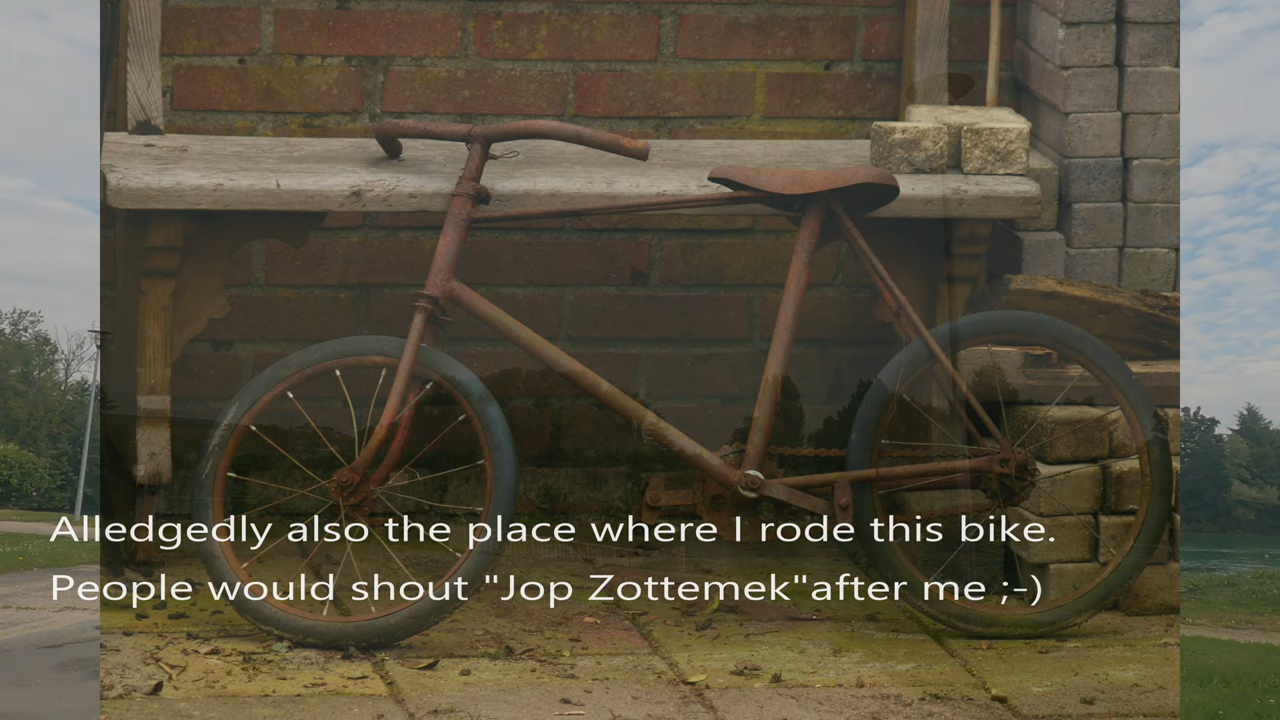 Alledgedly also the place where I rode this bike.
People would shout "Jop Zottemek"after me ;-)